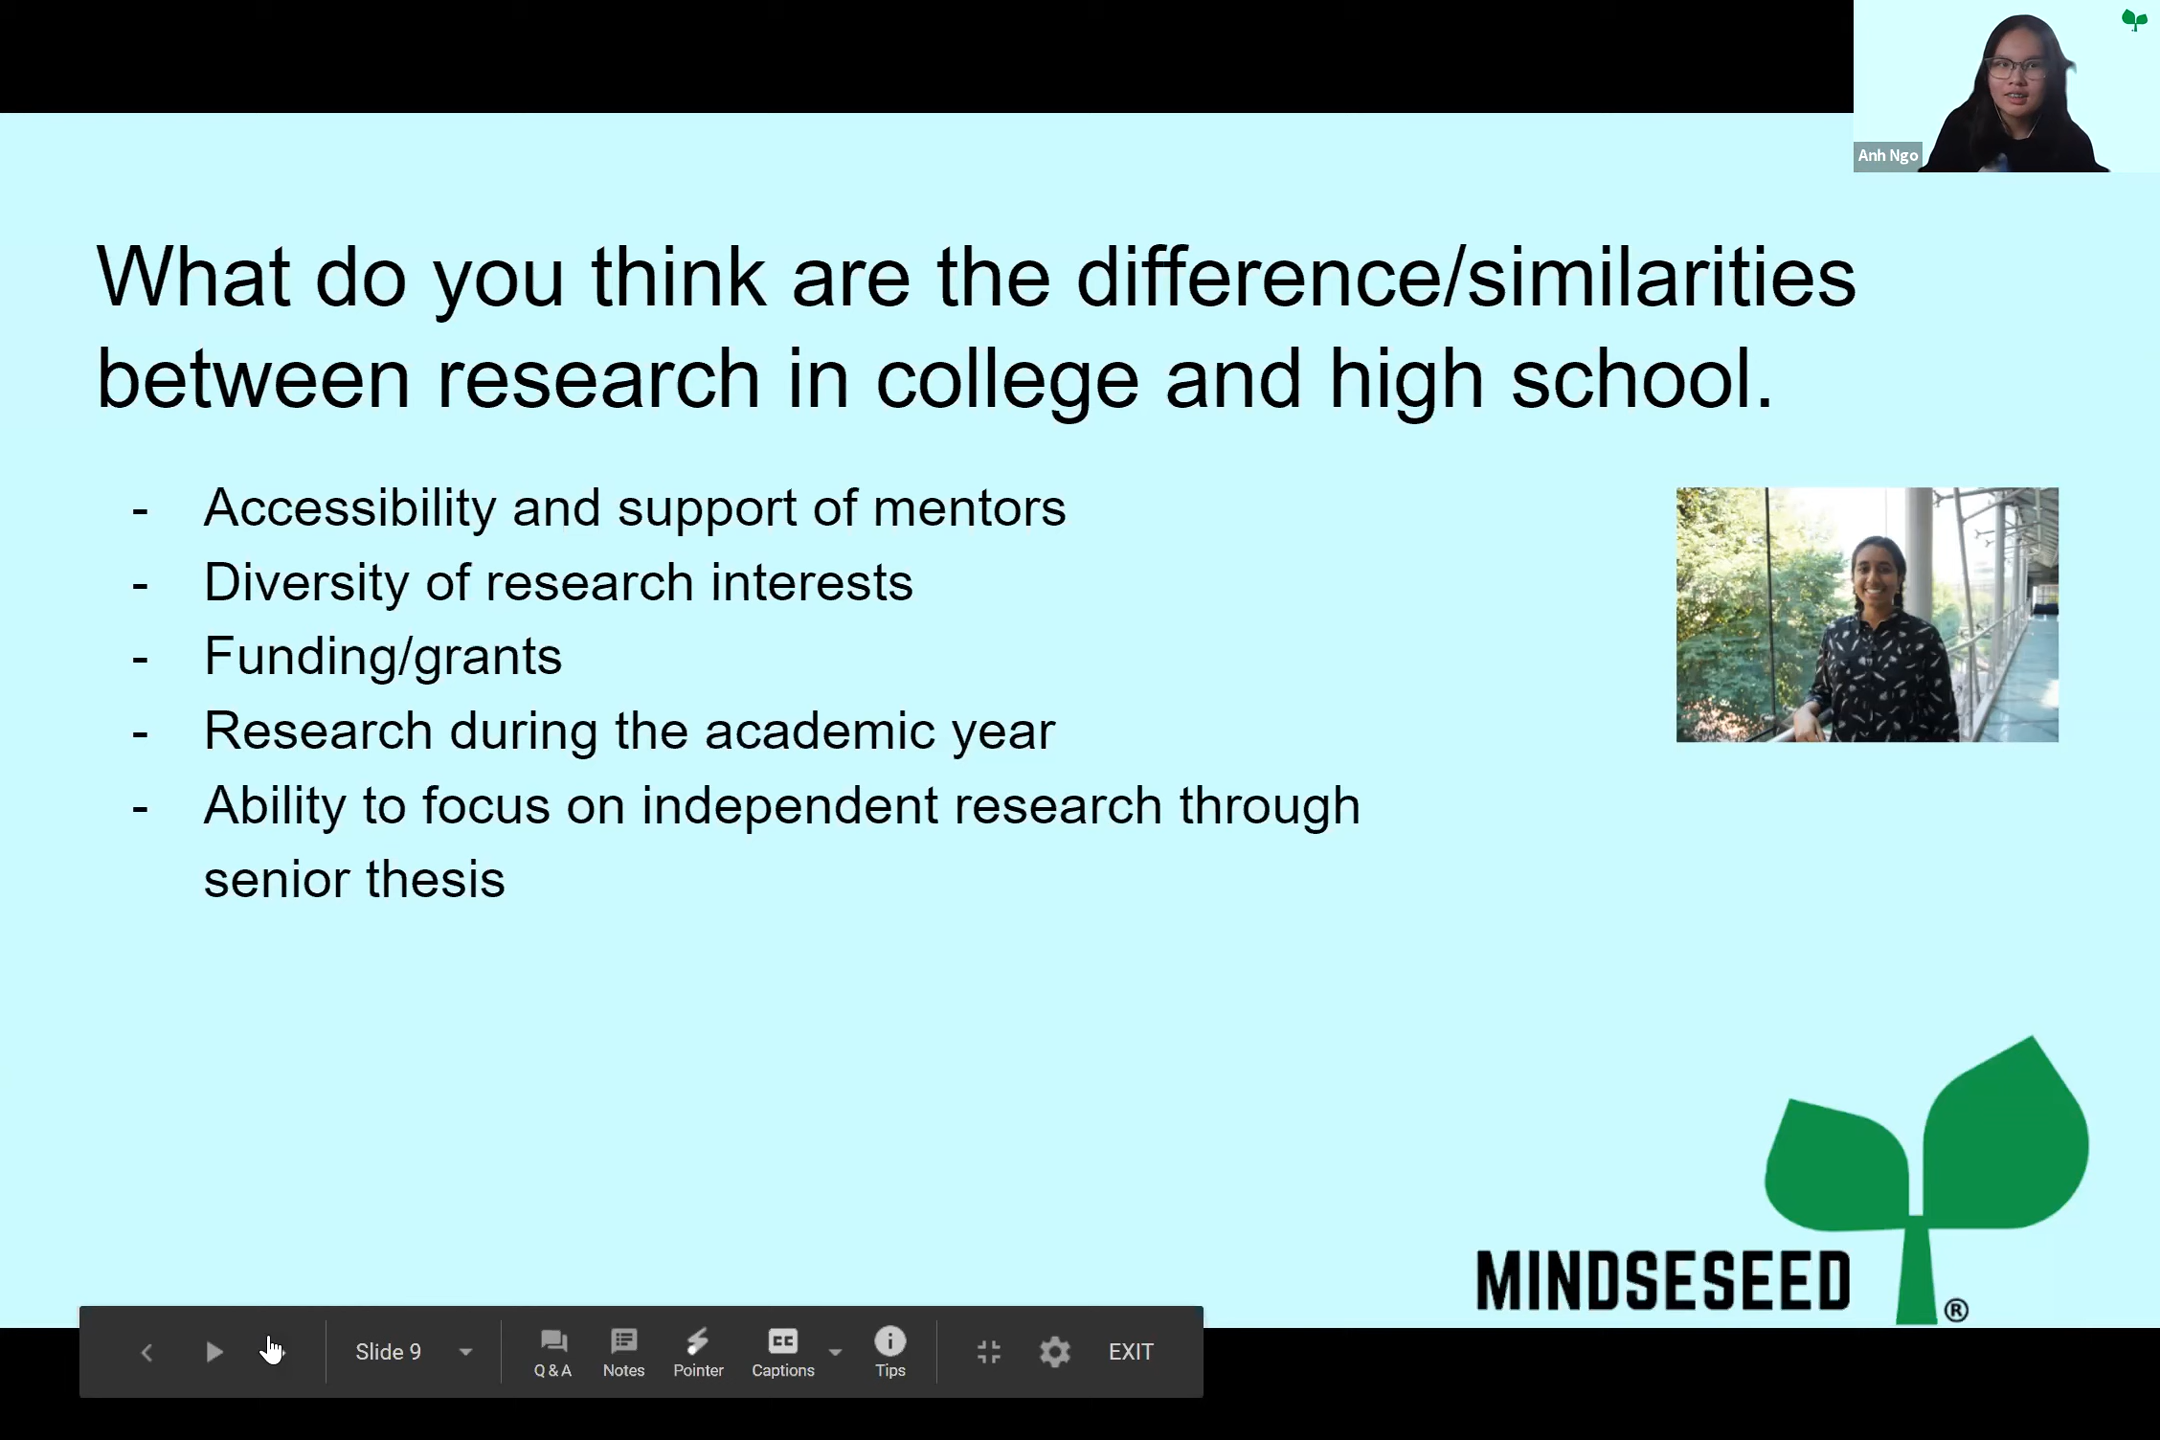 Anh Ngo
What do you think are the difference/similarities
between research in college and high school.
- Accessibility and support of mentors
- Diversity of research interests
- Funding/grants
- Research during the academic year
- Ability to focus on independent research through
senior thesis
MINDSESEED
®
Slide 9
Q & A
Notes
Pointer
CC
Captions
Tips
EXIT